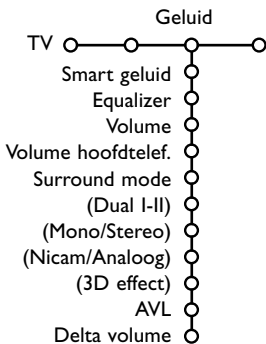 Geluid
TV
Smart geluid
Equalizer
Volume
Volume hoofdtelef.
Surround mode
(Dual I-II)
(Mono/Stereo)
(Nicam/Analoog)
(3D effect)
AVL
Delta volume